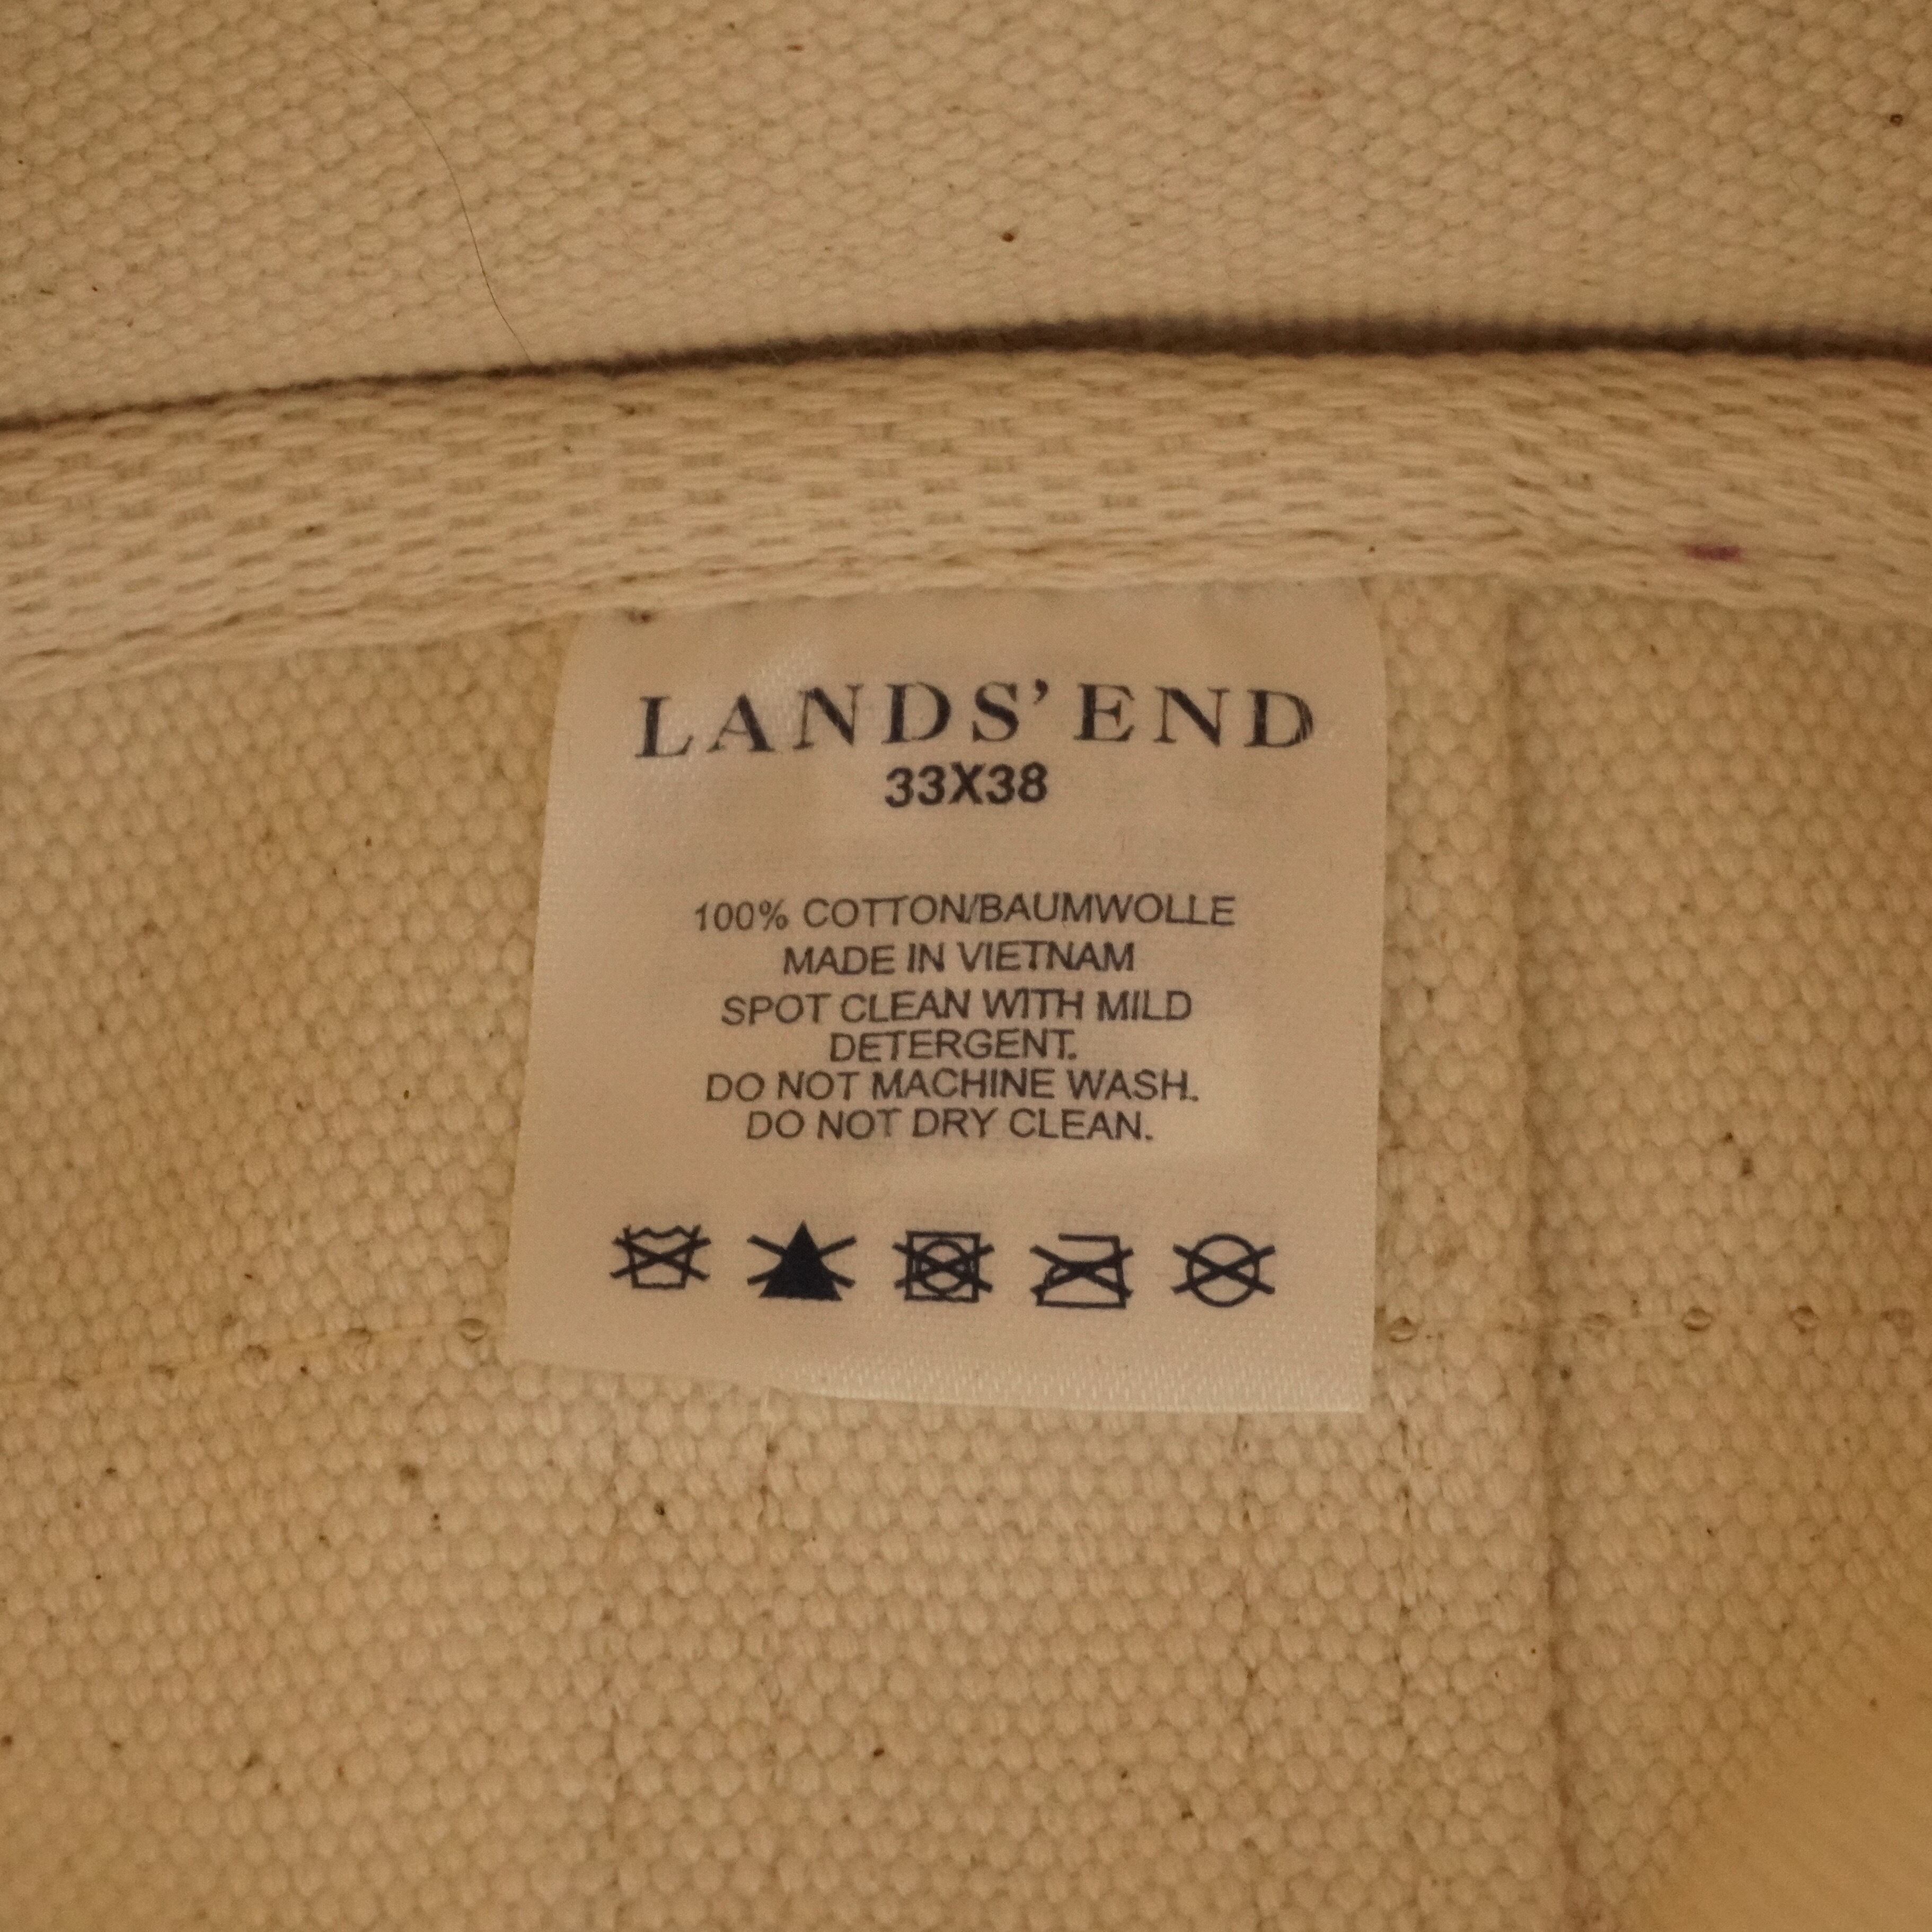 LANDS' END
33X38
100% COTTON/BAUMWOLLE
MADE IN VIETNAM
SPOT CLEAN WITH MILD
DETERGENT.
DO NOT MACHINE WASH.
DO NOT DRY CLEAN.